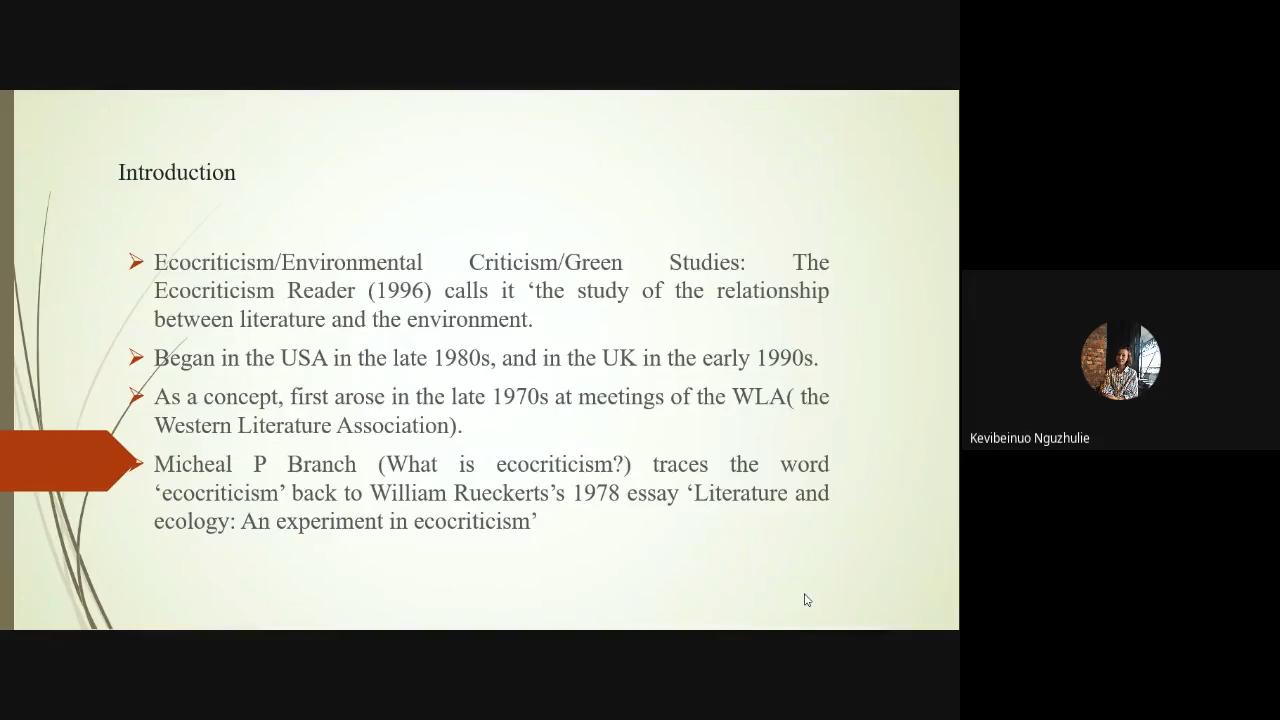 Introduction
Ecocriticism/Environmental Criticism/Green Studies: The
Ecocriticism Reader (1996) calls it ‘the study of the relationship
between literature and the environment.
Began in the USA in the late 1980s, and in the UK in the early 1990s.
As a concept, first arose in the late 1970s at meetings of the WLA( the
Western Literature Association).
Micheal P Branch (What is ecocriticism?) traces the word
‘ecocriticism’ back to William Rueckerts’s 1978 essay ‘Literature and
ecology: An experiment in ecocriticism’
Kevibeinuo Nguzhulie